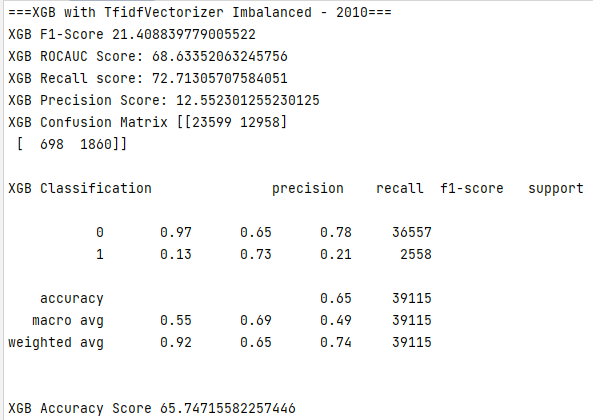 ===XGB with TfidfVectorizer Imbalanced - 2010===
XGB F1-Score 21.408839779005522
XGB ROCAUC Score: 68.63352063245756
XGB Recall score: 72.71305707584051
XGB Precision Score: 12.552301255230125
XGB Confusion Matrix [[23599 12958]
[  698  1860]]
XGB Classification               precision    recall  f1-score   support
0       0.97      0.65      0.78     36557
1       0.13      0.73      0.21      2558
accuracy                           0.65     39115
macro avg       0.55      0.69      0.49     39115
weighted avg       0.92      0.65      0.74     39115
XGB Accuracy Score 65.74715582257446